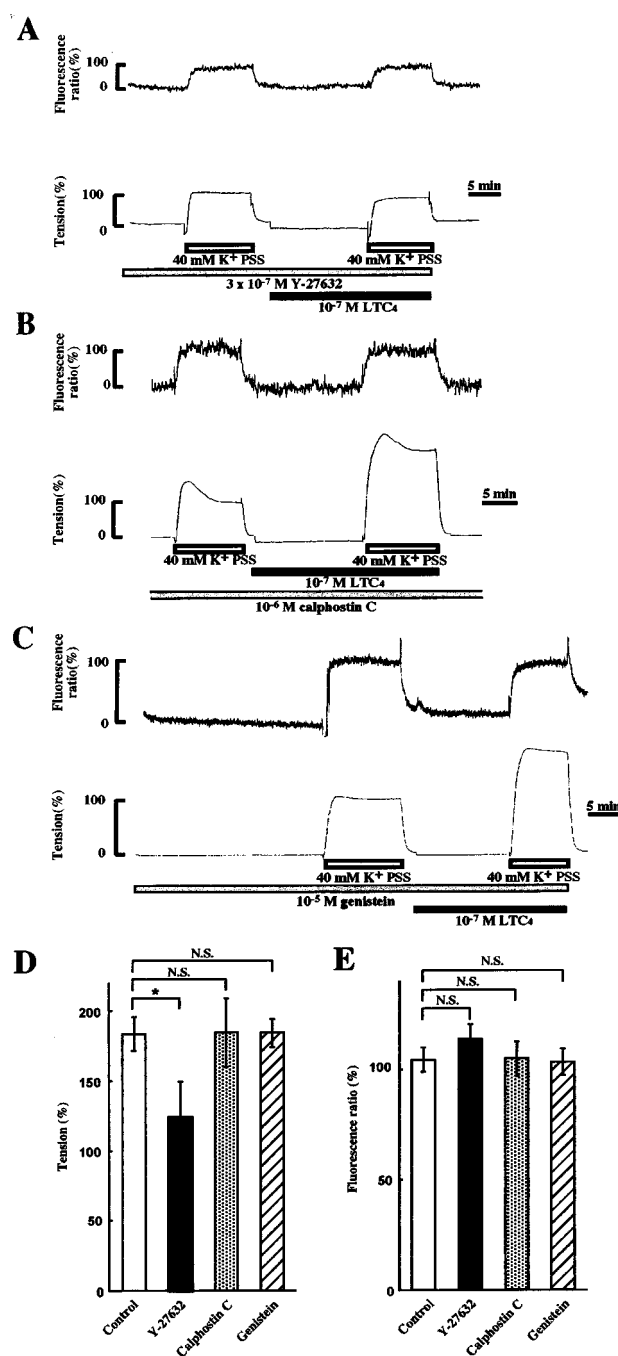 A
Fluorescence
ratio(%)
100
0
Tension(%)
100
0
5 min
40 mM K+ PSS
40 mM K+ PSS
3 x 10-7 M Y-27632
10-7 M LTC4
B
Fluorescence
ratio(%)
100
0
Tension(%)
100
0
5 min
40 mM K+ PSS
40 mM K+ PSS
10-7 M LTC4
10-6 M calphostin C
C
Fluorescence
ratio(%)
100
0
Tension(%)
100
0
5 min
40 mM K+ PSS
40 mM K+ PSS
10-5 M genistein
10-7 M LTC4
D
N.S.
N.S.
*
Tension (%)
200
150
100
50
0
Control
Y-27632
Calphostin C
Genistein
E
N.S.
N.S.
N.S.
Fluorescence ratio (%)
100
50
0
Control
Y-27632
Calphostin C
Genistein